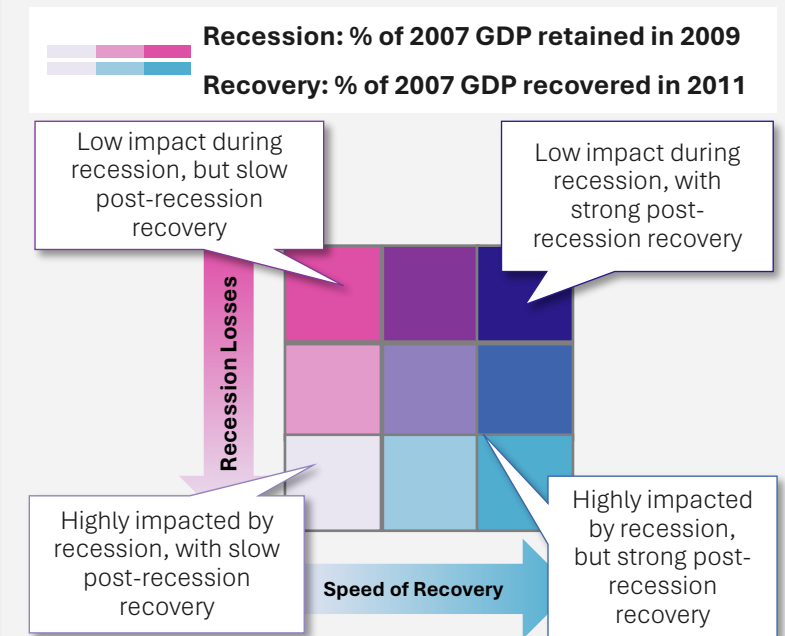 Recession: % of 2007 GDP retained in 2009
Recovery: % of 2007 GDP recovered in 2011
Low impact during
recession, but slow
post-recession
recovery
Low impact during
recession, with
strong post-
recession recovery
Recession Losses
Highly impacted by
recession, with slow
post-recession
recovery
Speed of Recovery
Highly impacted
by recession,
but strong post-
recession
recovery